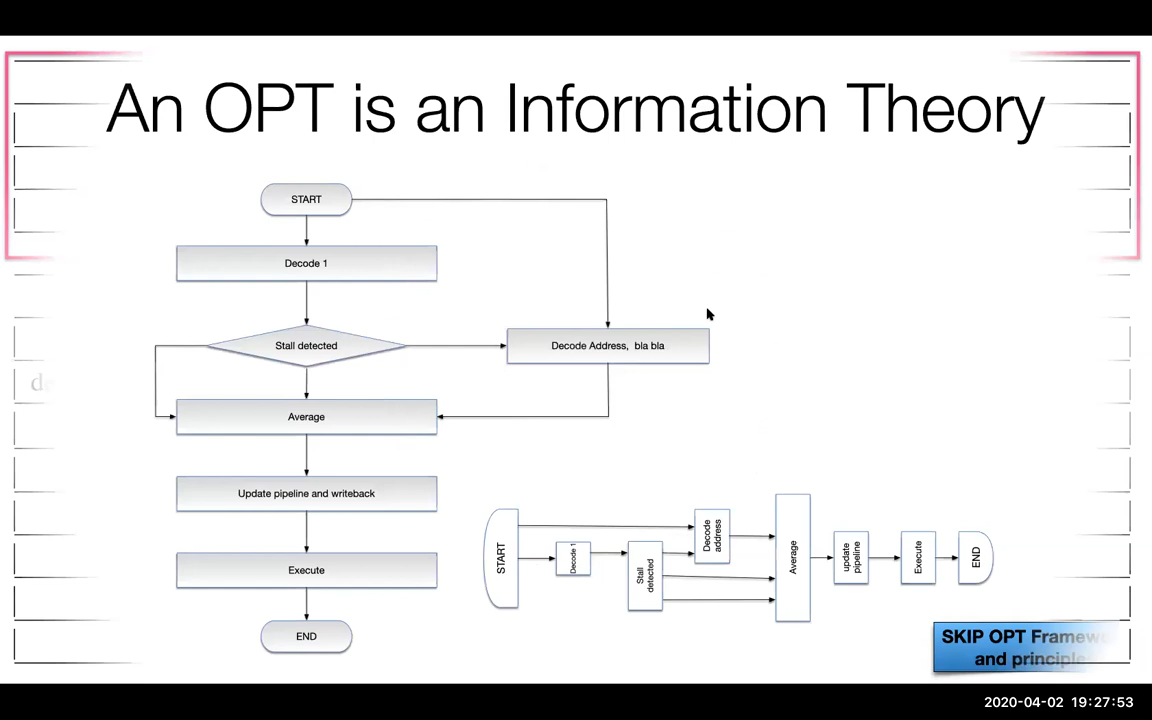 An OPT is an Information Theory
START
Decode 1
Stall detected
Decode Address, bla bla
Average
Update pipeline and writeback
Execute
END
START
Decode 1
Stall
detected
Decode
address
Average
update
pipeline
Execute
END
SKIP OPT Framew
and principle
2020-04-02 19:27:53